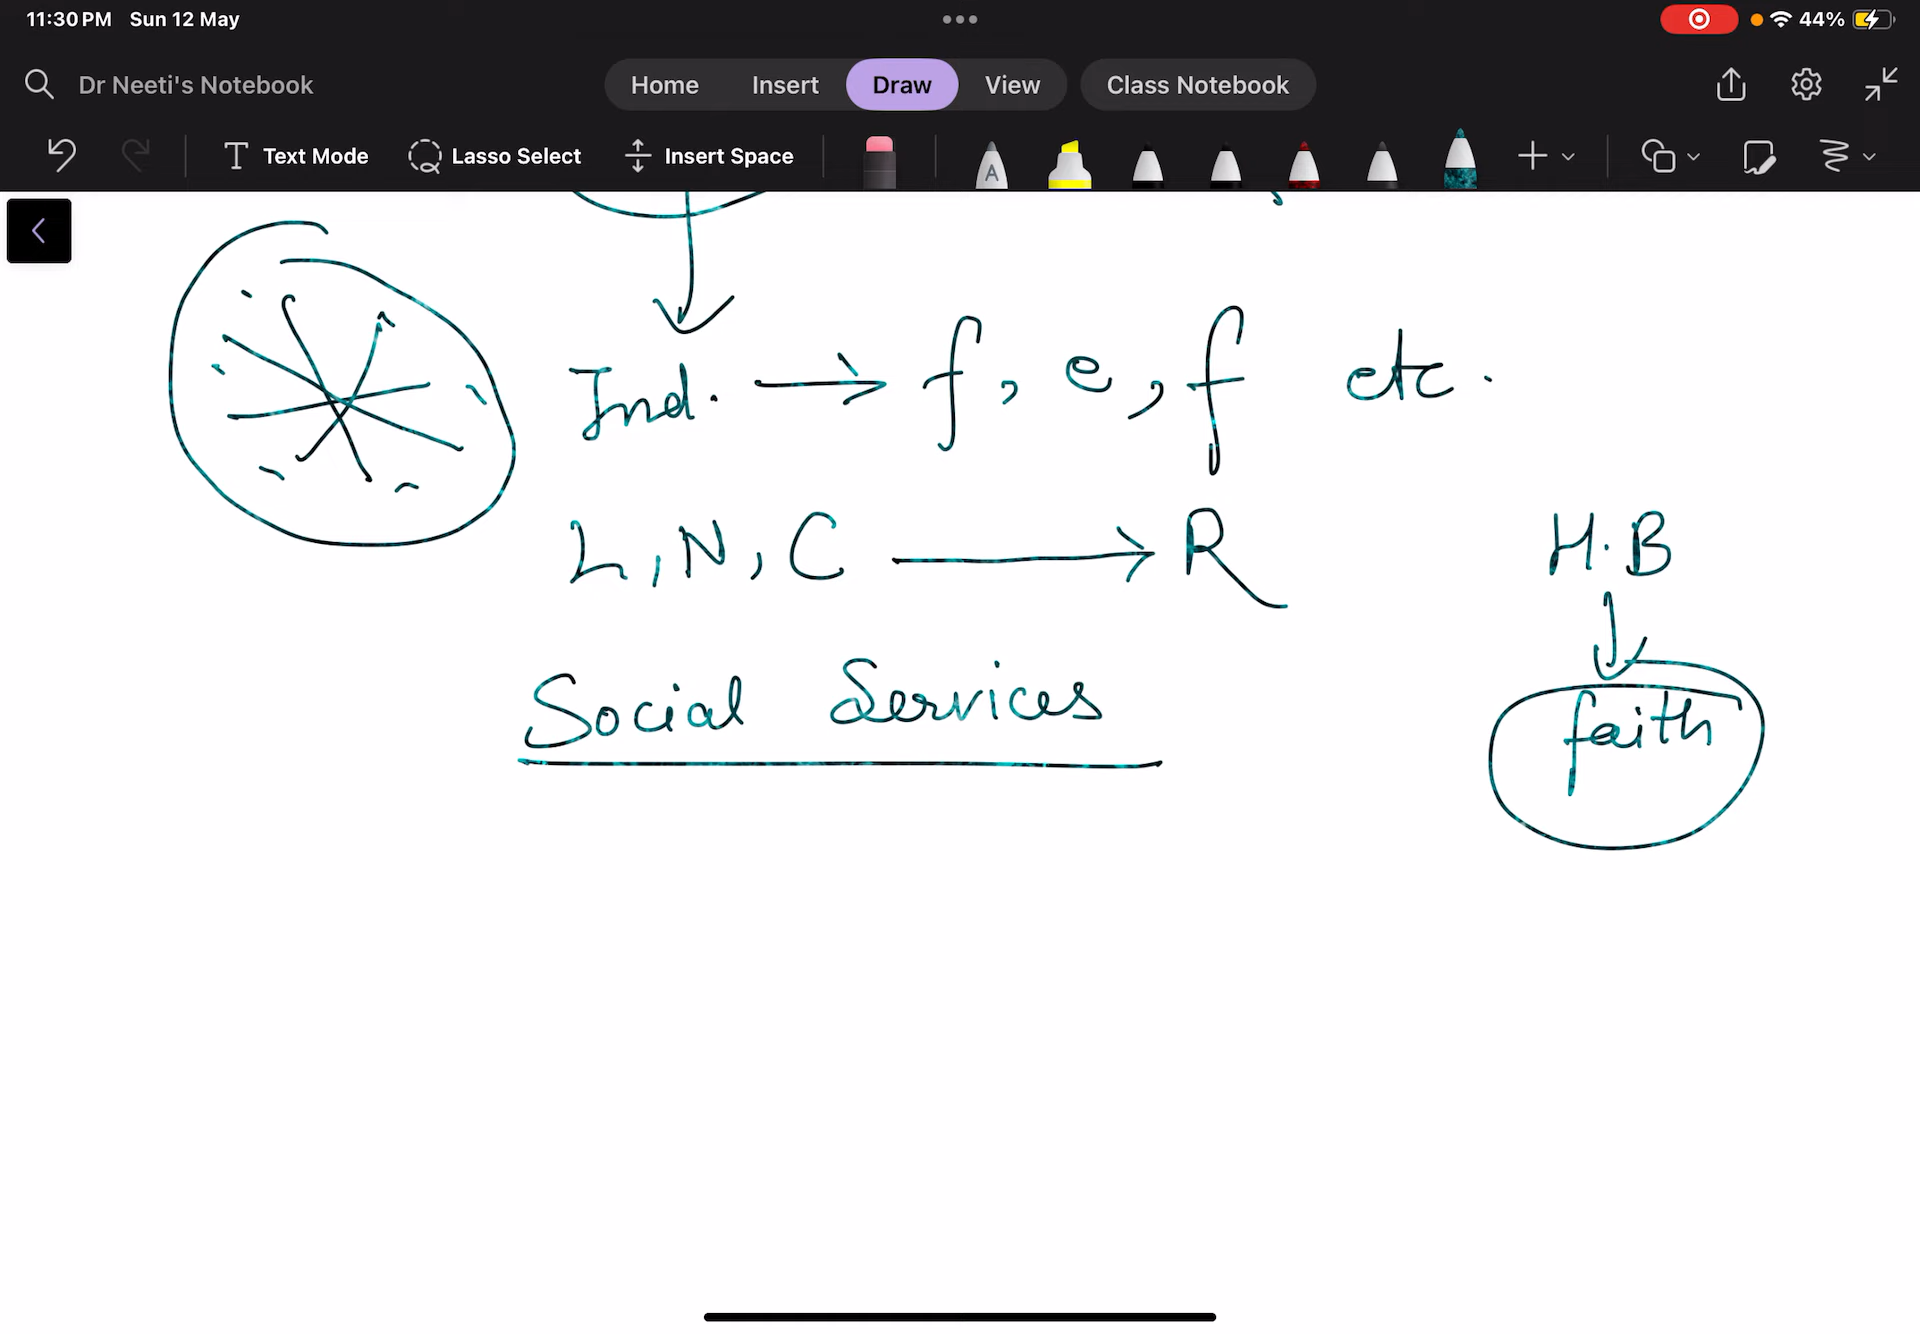 11:30 PM Sun 12 May 44%
Dr Neeti's Notebook Home Insert Draw View Class Notebook
Text Mode Lasso Select Insert Space A
Ind. → f, e, f etc.
L, N, C → R
H.B
↓
Social Services
faith